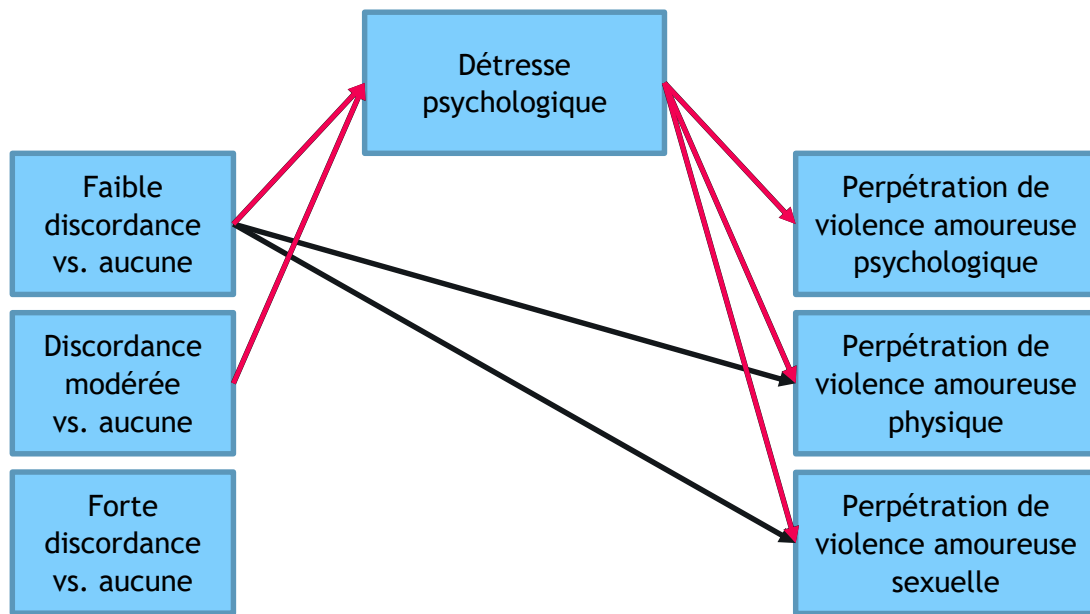 Détresse
psychologique
Faible
discordance
vs. aucune
Discordance
modérée
vs. aucune
Forte
discordance
vs. aucune
Perpétration de
violence amoureuse
psychologique
Perpétration de
violence amoureuse
physique
Perpétration de
violence amoureuse
sexuelle